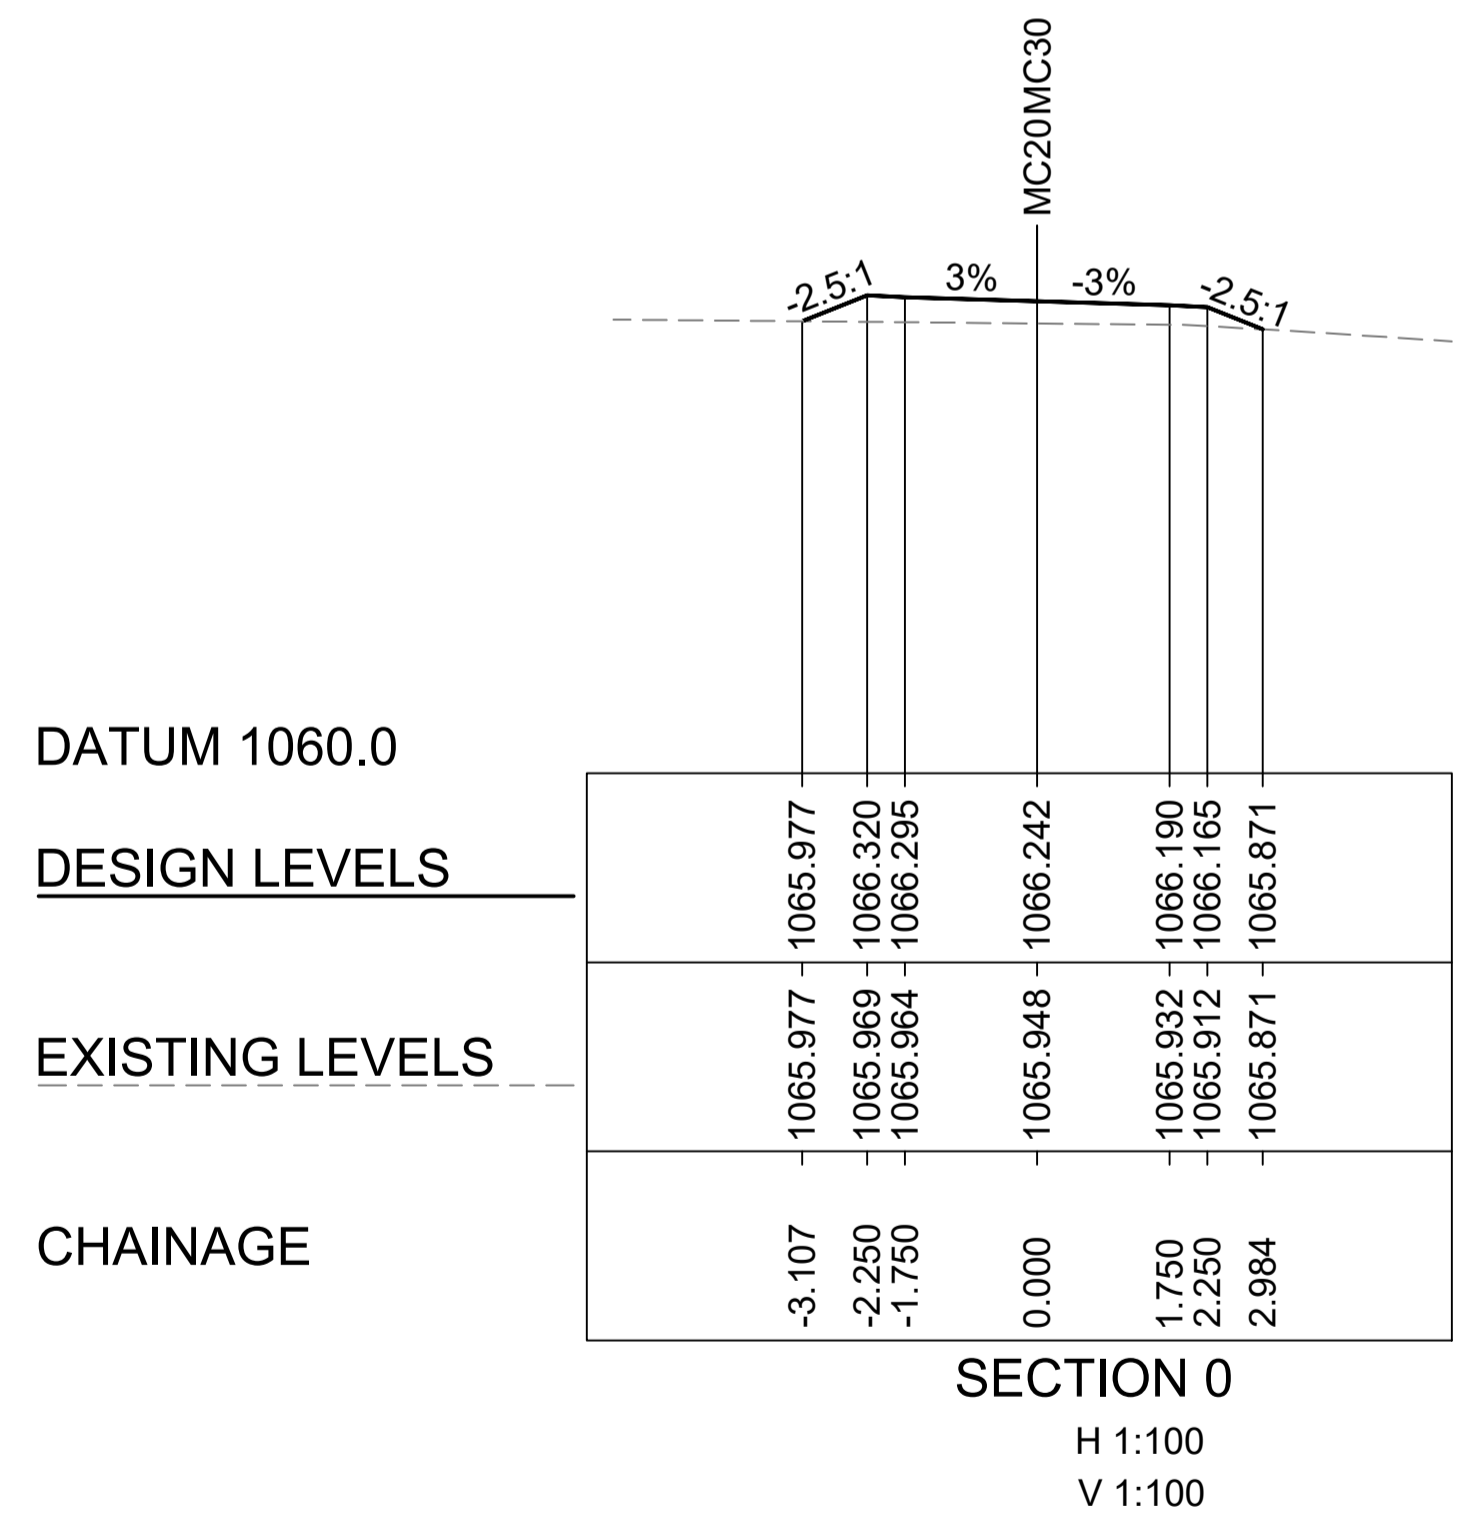 MC20MC30
-2.5:1 3% -3% -2.5:1
DATUM 1060.0
DESIGN LEVELS 1065.977 1066.320 1066.295 1066.242 1066.190 1066.165 1065.871
EXISTING LEVELS 1065.977 1065.969 1065.964 1065.948 1065.932 1065.912 1065.871
CHAINAGE -3.107 -2.250 -1.750 0.000 1.750 2.250 2.984
SECTION 0
H 1:100
V 1:100